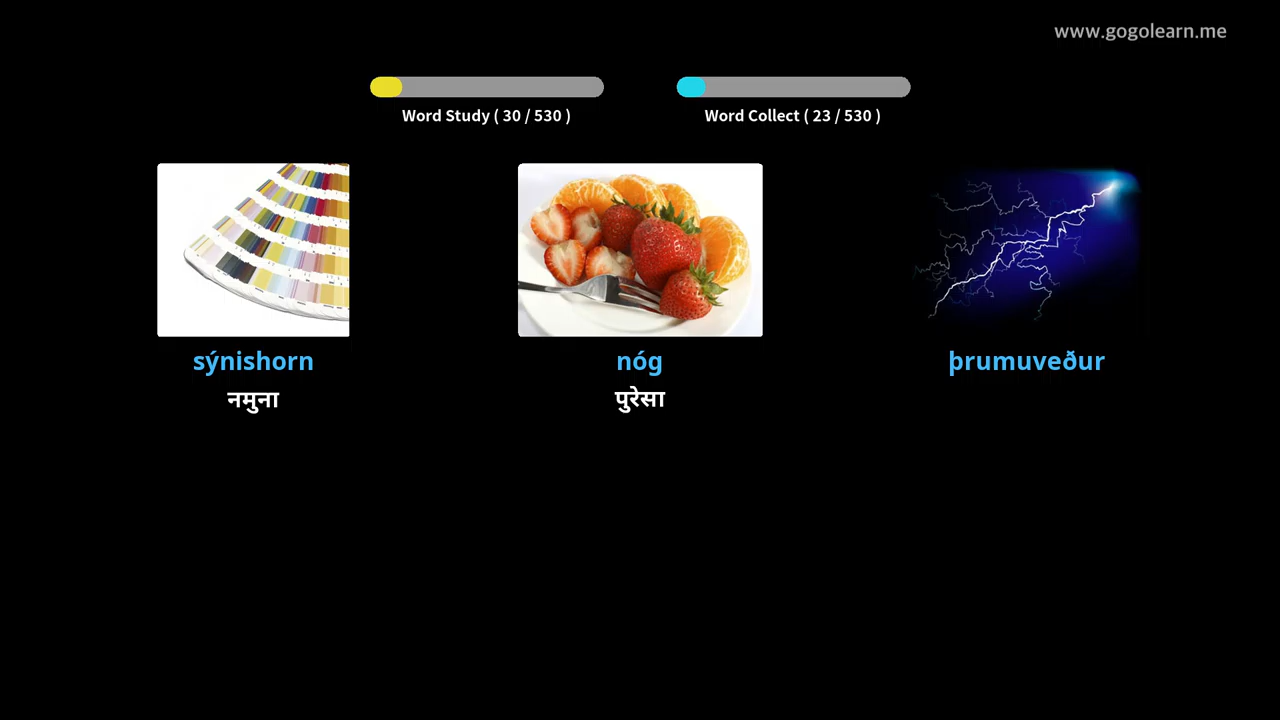 www.gogolearn.me
Word Study ( 30 / 530 )
Word Collect ( 23 / 530 )
sýnishorn
नमुना
nóg
पुरेसा
þrumuveður